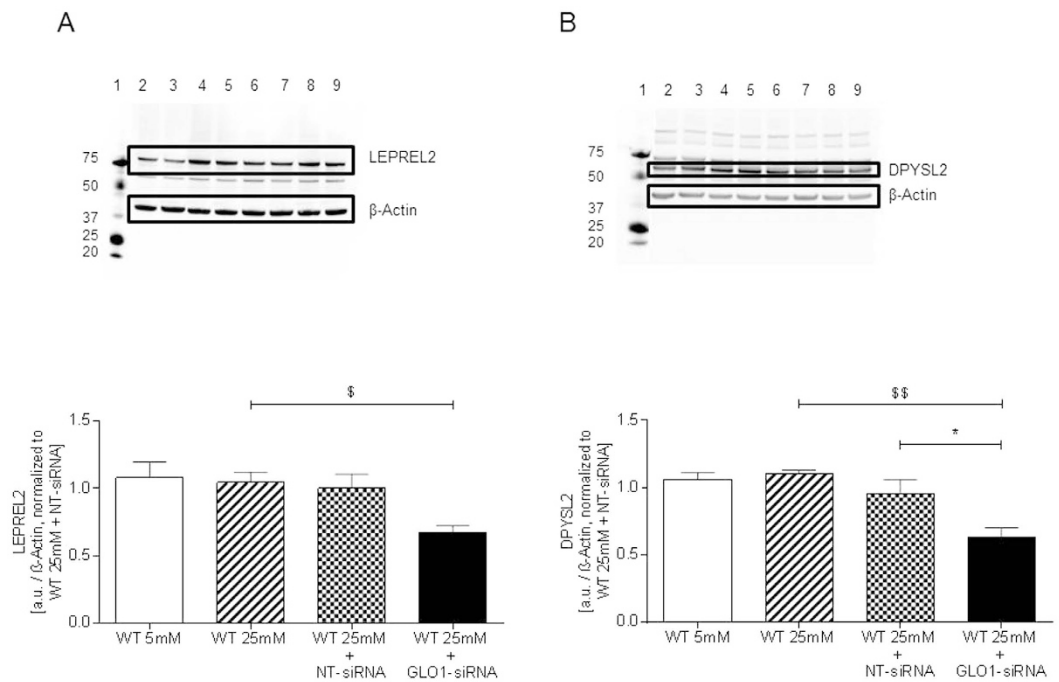 A
1 2 3 4 5 6 7 8 9
75
50
37
25
20
LEPREL2
β-Actin
B
1 2 3 4 5 6 7 8 9
75
50
37
25
20
DPYSL2
β-Actin
LEPREL2
[a.u. / ß-Actin, normalized to
WT 25mM + NT-siRNA]
1.5
1.0
0.5
0.0
$
WT 5mM
WT 25mM
WT 25mM
+
NT-siRNA
WT 25mM
+
GLO1-siRNA
DPYSL2
[a.u. / ß-Actin, normalized to
WT 25mM + NT-siRNA]
1.5
1.0
0.5
0.0
$$
*
WT 5mM
WT 25mM
WT 25mM
+
NT-siRNA
WT 25mM
+
GLO1-siRNA